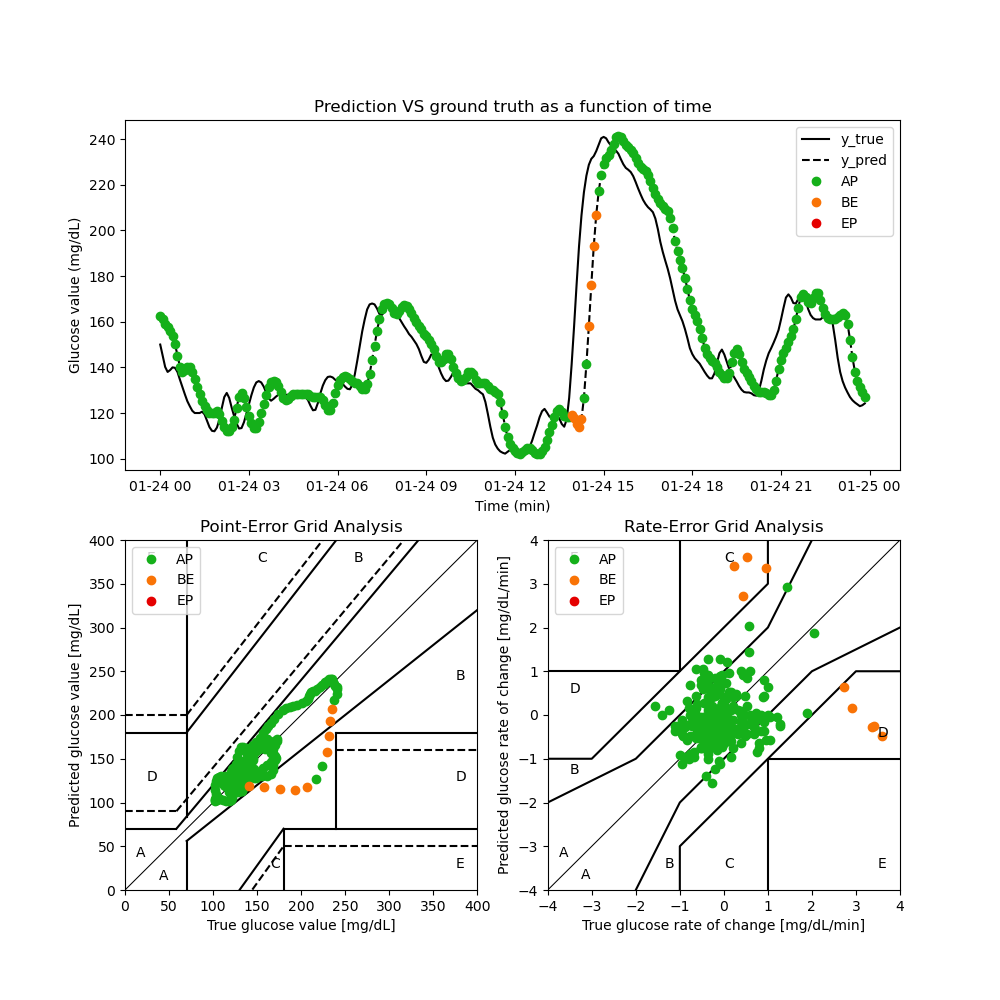 Prediction VS ground truth as a function of time
Glucose value (mg/dL)
240
220
200
180
160
140
120
100
y_true
y_pred
AP
BE
EP
01-24 00 01-24 03 01-24 06 01-24 09 01-24 12 01-24 15 01-24 18 01-24 21 01-25 00
Time (min)
Point-Error Grid Analysis
Predicted glucose value [mg/dL]
400
350
300
250
200
150
100
50
0
AP
BE
EP
C
B
B
D
D
A
A
C
E
0 50 100 150 200 250 300 350 400
True glucose value [mg/dL]
Rate-Error Grid Analysis
Predicted glucose rate of change [mg/dL/min]
4
3
2
1
0
−1
−2
−3
−4
AP
BE
EP
C
D
D
B
A
A
B
C
E
−4 −3 −2 −1 0 1 2 3 4
True glucose rate of change [mg/dL/min]